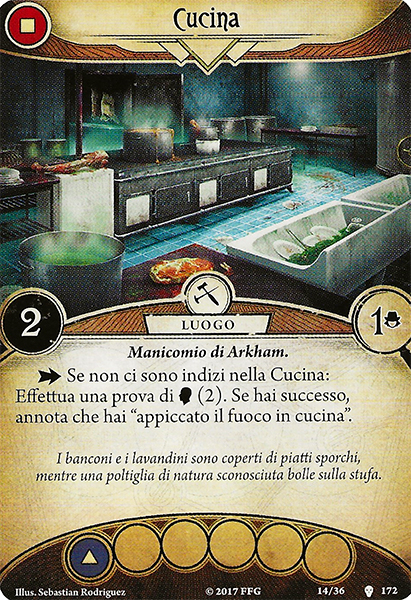 Cucina
2
LUOGO
1
Manicomio di Arkham.
Se non ci sono indizi nella Cucina:
Effettua una prova di (2). Se hai successo,
annota che hai “appiccato il fuoco in cucina”.
I banconi e i lavandini sono coperti di piatti sporchi,
mentre una poltiglia di natura sconosciuta bolle sulla stufa.
Illus. Sebastian Rodriguez © 2017 FFG 14/36 172